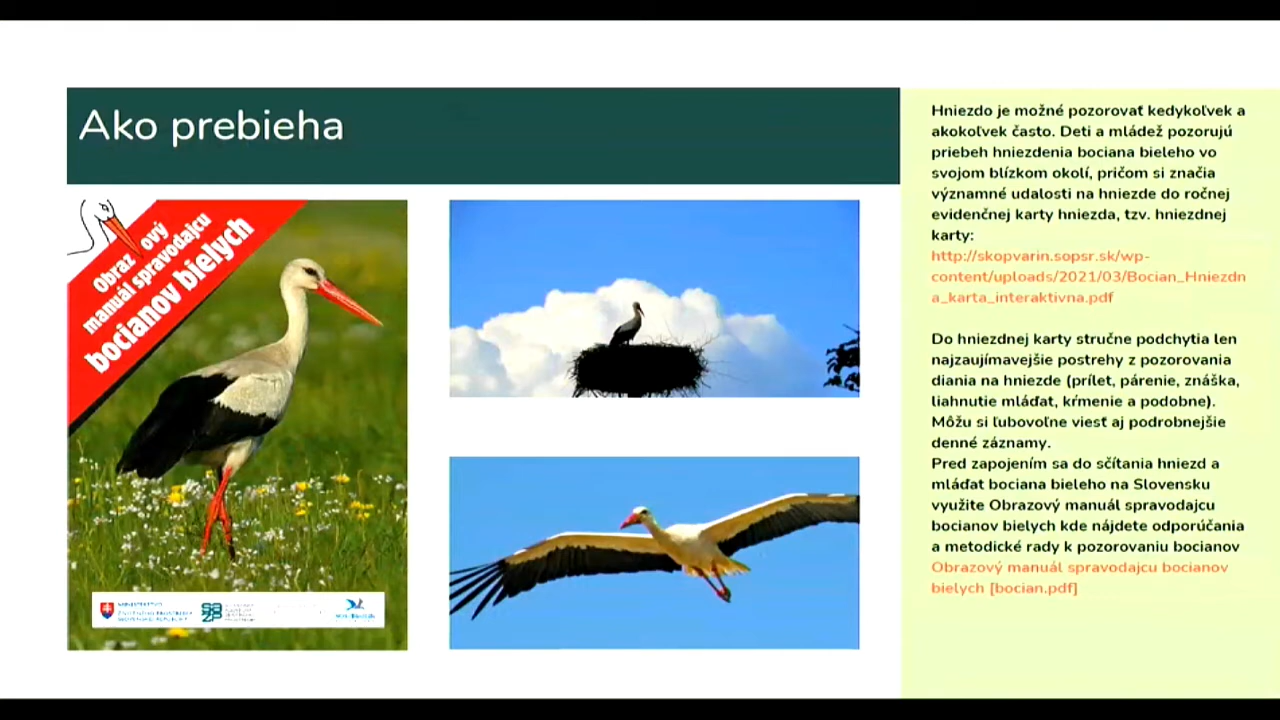 Ako prebieha
Obrazový
manuál spravodajcu
bocianov bielych
Hniezdo je možné pozorovať kedykoľvek a
akokoľvek často. Deti a mládež pozorujú
priebeh hniezdenia bociana bieleho vo
svojom blízkom okolí, pričom si značia
významné udalosti na hniezde do ročnej
evidenčnej karty hniezda, tzv. hniezdnej
karty:
http://skopvarin.sopsr.sk/wp-
content/uploads/2021/03/Bocian_Hniezdn
a_karta_interaktivna.pdf
Do hniezdnej karty stručne podchytia len
najzaujímavejšie postrehy z pozorovania
diania na hniezde (prílet, párenie, znáška,
liahnutie mláďat, kŕmenie a podobne).
Môžu si ľubovoľne viesť aj podrobnejšie
denné záznamy.
Pred zapojením sa do sčítania hniezd a
mláďat bociana bieleho na Slovensku
využite Obrazový manuál spravodajcu
bocianov bielych kde nájdete odporúčania
a metodické rady k pozorovaniu bocianov
Obrazový manuál spravodajcu bocianov
bielych [bocian.pdf]